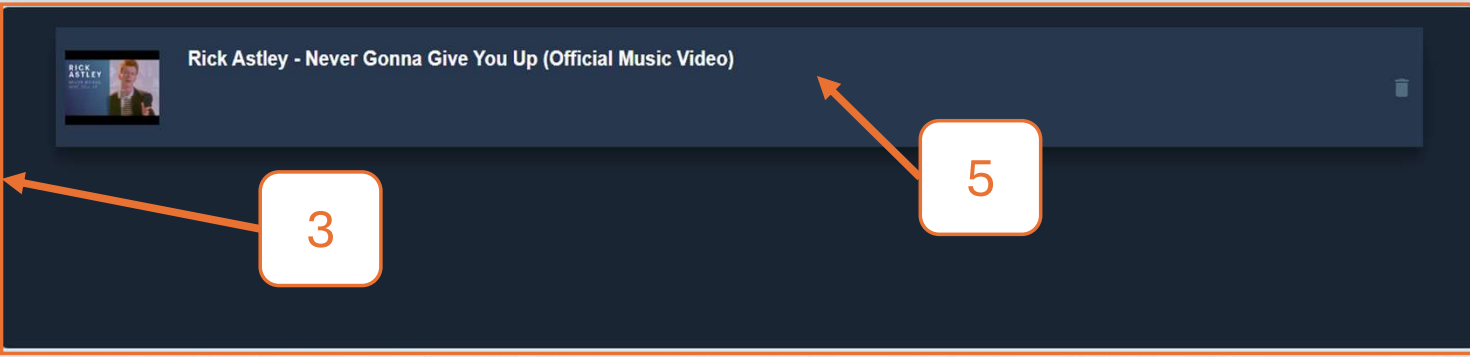 Rick Astley - Never Gonna Give You Up (Official Music Video)
RICK
ASTLEY
5
3